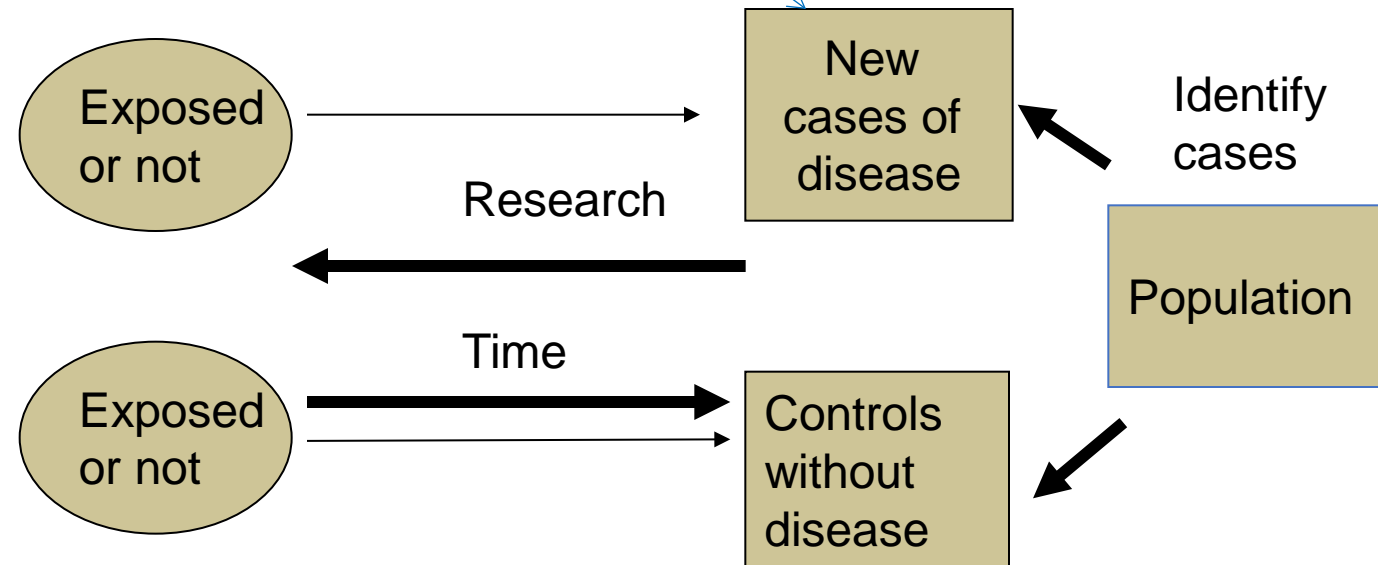 Exposed
or not
New
cases of
disease
Identify
cases
Research
Population
Time
Exposed
or not
Controls
without
disease